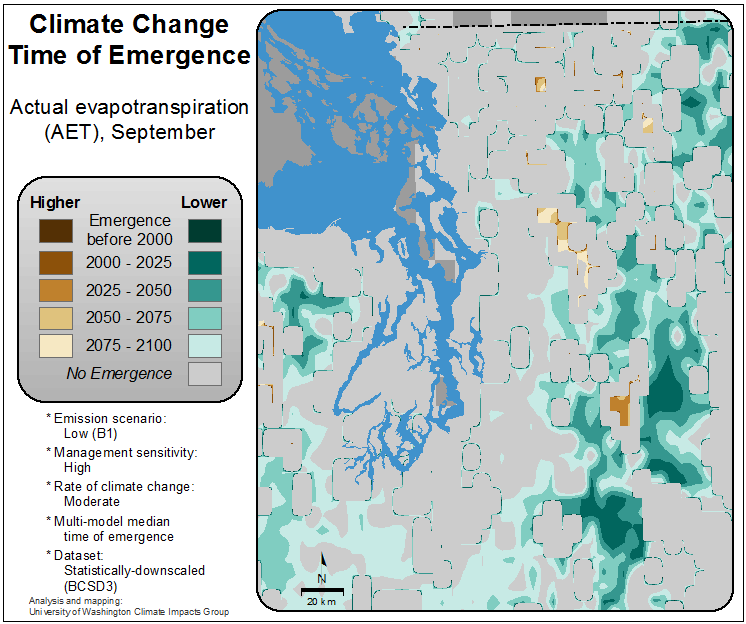 Climate Change
Time of Emergence
Actual evapotranspiration
(AET), September
Higher Lower
Emergence
before 2000
2000 - 2025
2025 - 2050
2050 - 2075
2075 - 2100
No Emergence
* Emission scenario:
Low (B1)
* Management sensitivity:
High
* Rate of climate change:
Moderate
* Multi-model median
time of emergence
* Dataset:
Statistically-downscaled
(BCSD3)
Analysis and mapping:
University of Washington Climate Impacts Group
N
20 km